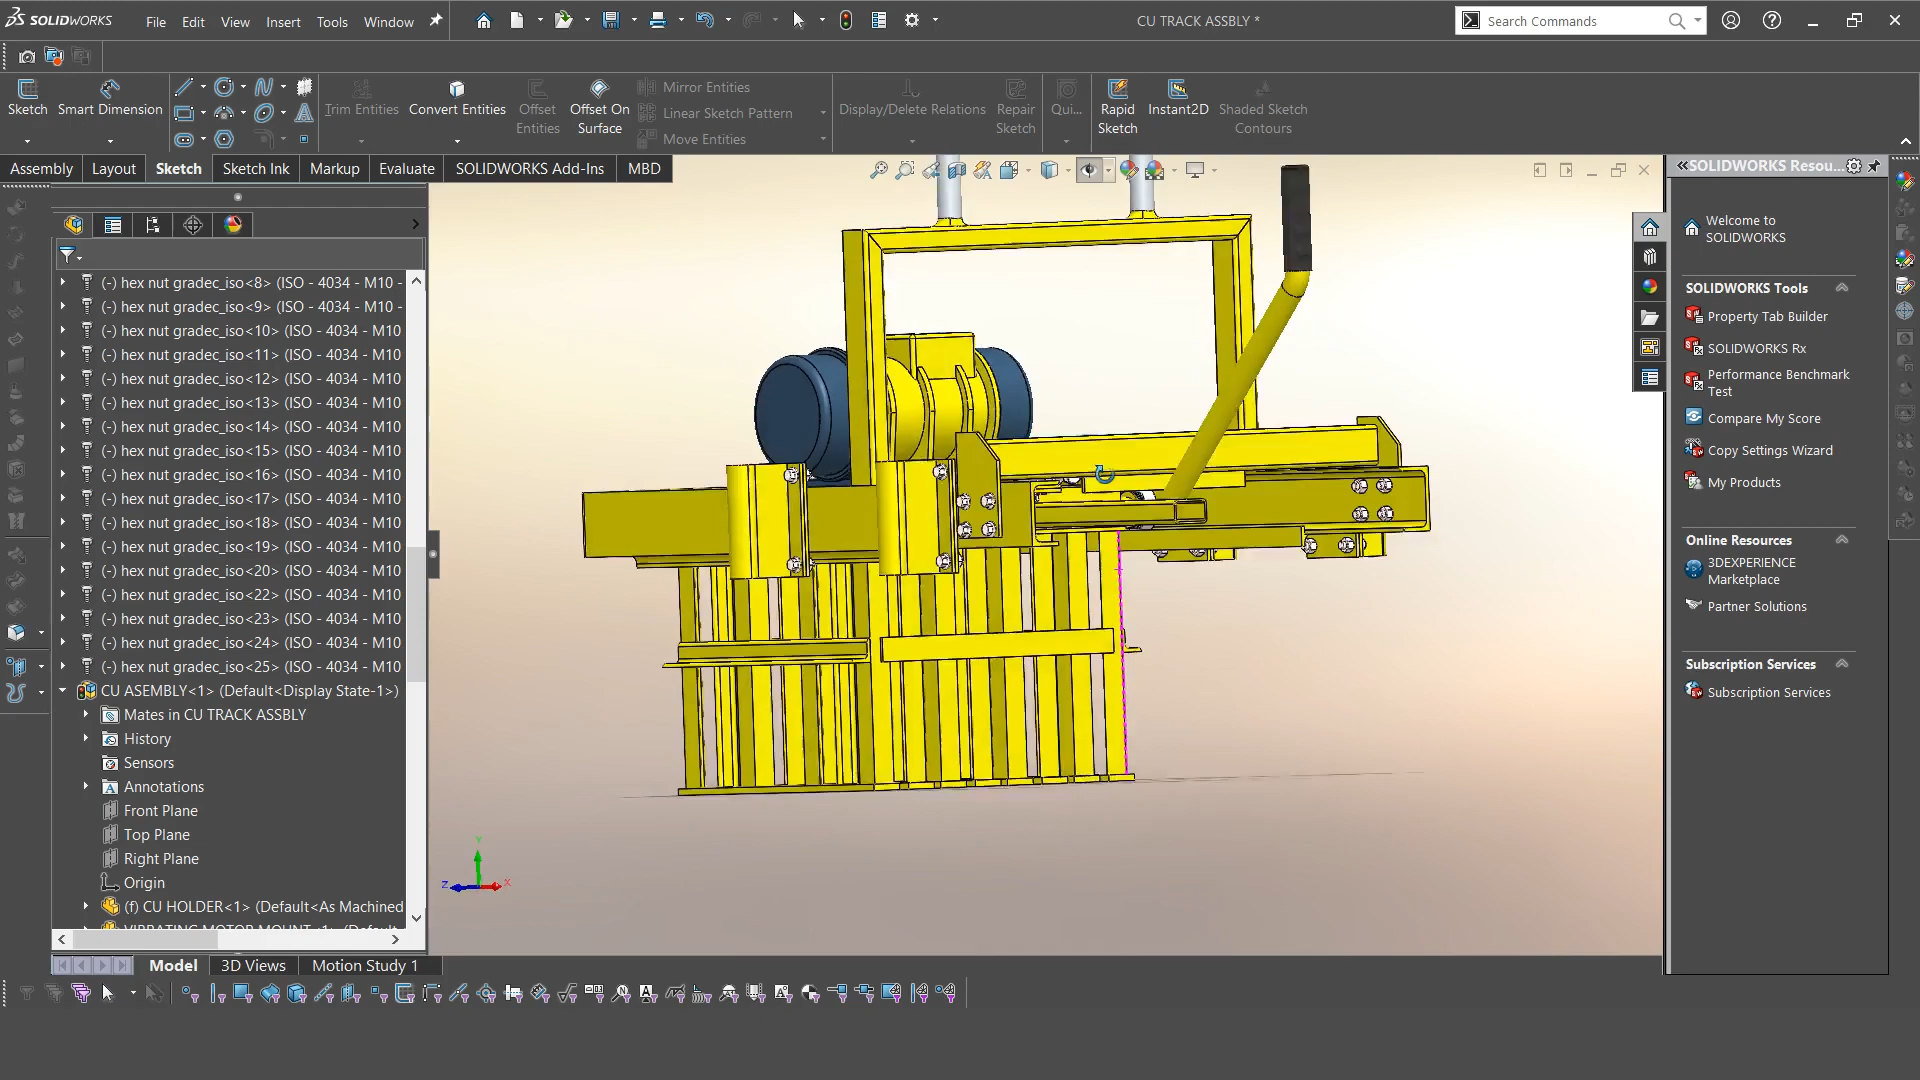 SOLIDWORKS
File
Edit
View
Insert
Tools
Window
CU TRACK ASSBLY *
Search Commands
Sketch
Smart Dimension
Trim Entities
Convert Entities
Offset
Entities
Offset On
Surface
Mirror Entities
Linear Sketch Pattern
Move Entities
Display/Delete Relations
Repair
Sketch
Qui...
Rapid
Sketch
Instant2D
Shaded Sketch
Contours
Assembly
Layout
Sketch
Sketch Ink
Markup
Evaluate
SOLIDWORKS Add-Ins
MBD
(-) hex nut gradec_iso<8> (ISO - 4034 - M10 -
(-) hex nut gradec_iso<9> (ISO - 4034 - M10 -
(-) hex nut gradec_iso<10> (ISO - 4034 - M10
(-) hex nut gradec_iso<11> (ISO - 4034 - M10
(-) hex nut gradec_iso<12> (ISO - 4034 - M10
(-) hex nut gradec_iso<13> (ISO - 4034 - M10
(-) hex nut gradec_iso<14> (ISO - 4034 - M10
(-) hex nut gradec_iso<15> (ISO - 4034 - M10
(-) hex nut gradec_iso<16> (ISO - 4034 - M10
(-) hex nut gradec_iso<17> (ISO - 4034 - M10
(-) hex nut gradec_iso<18> (ISO - 4034 - M10
(-) hex nut gradec_iso<19> (ISO - 4034 - M10
(-) hex nut gradec_iso<20> (ISO - 4034 - M10
(-) hex nut gradec_iso<22> (ISO - 4034 - M10
(-) hex nut gradec_iso<23> (ISO - 4034 - M10
(-) hex nut gradec_iso<24> (ISO - 4034 - M10
(-) hex nut gradec_iso<25> (ISO - 4034 - M10
CU ASEMBLY<1> (Default<Display State-1>)
Mates in CU TRACK ASSBLY
History
Sensors
Annotations
Front Plane
Top Plane
Right Plane
Origin
(f) CU HOLDER<1> (Default<As Machined
VIBRATING MOTOR MOUNT<1> (Default
Y
Z
X
Model
3D Views
Motion Study 1
SOLIDWORKS Resou...
Welcome to
SOLIDWORKS
SOLIDWORKS Tools
Property Tab Builder
SOLIDWORKS Rx
Performance Benchmark
Test
Compare My Score
Copy Settings Wizard
My Products
Online Resources
3DEXPERIENCE
Marketplace
Partner Solutions
Subscription Services
Subscription Services